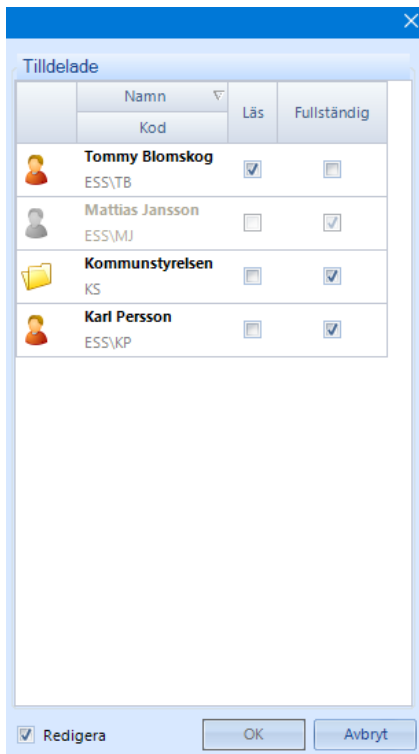 Tilldelade
Namn
Kod
Läs
Fullständig
Tommy Blomskog
ESS\TB
Mattias Jansson
ESS\MJ
Kommunstyrelsen
KS
Karl Persson
ESS\KP
Redigera
OK
Avbryt